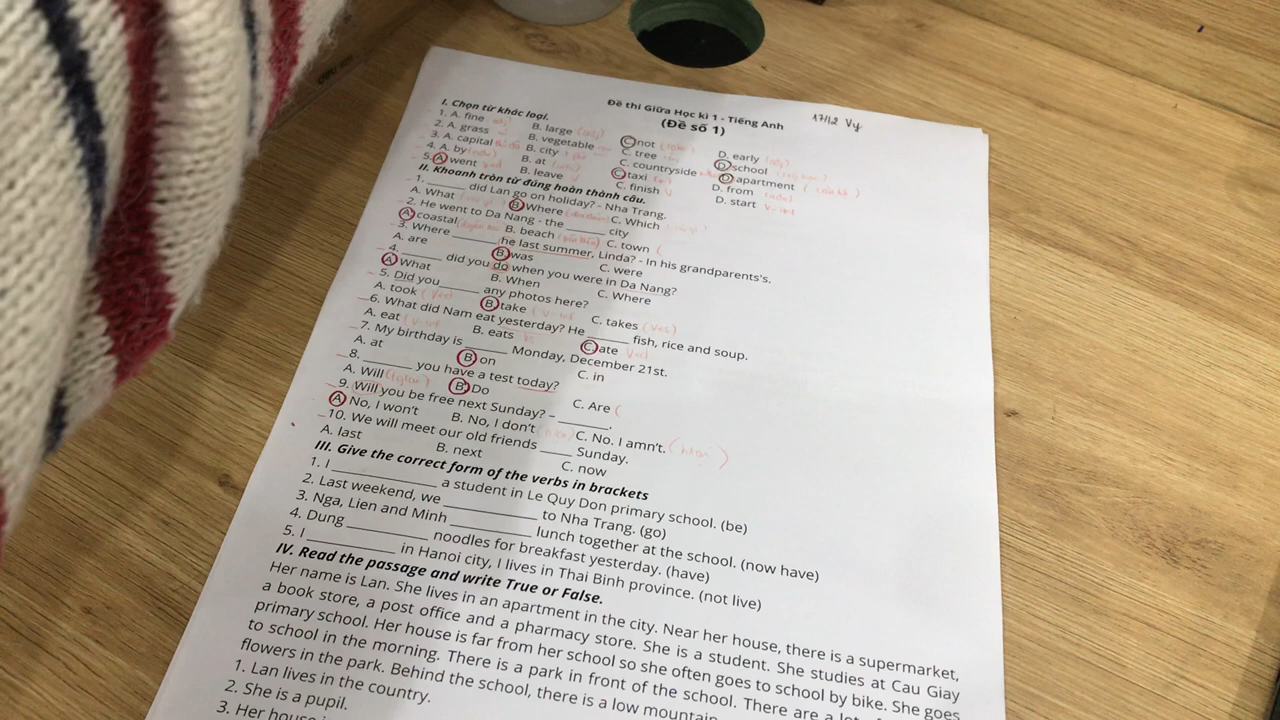 Đề thi Giữa Học kì 1 - Tiếng Anh
17/12 Vy
(Đề số 1)
I. Chọn từ khác loại.
1. A. fine B. large C. not D. early
2. A. grass B. vegetable C. tree D. school
3. A. capital B. city C. countryside D. apartment
4. A. by B. at C. taxi D. from
5. A. went B. leave C. finish D. start
II. Khoanh tròn từ đúng hoàn thành câu.
1. ______ did Lan go on holiday? - Nha Trang.
A. What B. Where C. Which
2. He went to Da Nang - the ______ city
A. coastal B. beach C. town
3. Where ______ he last summer, Linda? - In his grandparents's.
A. are B. was C. were
4. ______ did you do when you were in Da Nang?
A. What B. When C. Where
5. Did you ______ any photos here?
A. took (Ved) B. take (V-inf) C. takes (Ves)
6. What did Nam eat yesterday? He ______ fish, rice and soup.
A. eat (V-inf B. eats C. ate Ved
7. My birthday is ______ Monday, December 21st.
A. at B. on C. in
8. ______ you have a test today?
A. Will B. Do C. Are (
9. Will you be free next Sunday? _ ______.
A. No, I won't B. No, I don't C. No. I amn't.
10. We will meet our old friends ____ Sunday.
A. last B. next C. now
III. Give the correct form of the verbs in brackets
1. I ____________ a student in Le Quy Don primary school. (be)
2. Last weekend, we ____________ to Nha Trang. (go)
3. Nga, Lien and Minh __________ lunch together at the school. (now have)
4. Dung __________ noodles for breakfast yesterday. (have)
5. I __________ in Hanoi city, I lives in Thai Binh province. (not live)
IV. Read the passage and write True or False.
Her name is Lan. She lives in an apartment in the city. Near her house, there is a supermarket,
a book store, a post office and a pharmacy store. She is a student. She studies at Cau Giay
primary school. Her house is far from her school so she often goes to school by bike. She goes
to school in the morning. There is a park in front of the school. There are a lot
flowers in the park. Behind the school, there is a low mountain
1. Lan lives in the country.
2. She is a pupil.
3. Her house